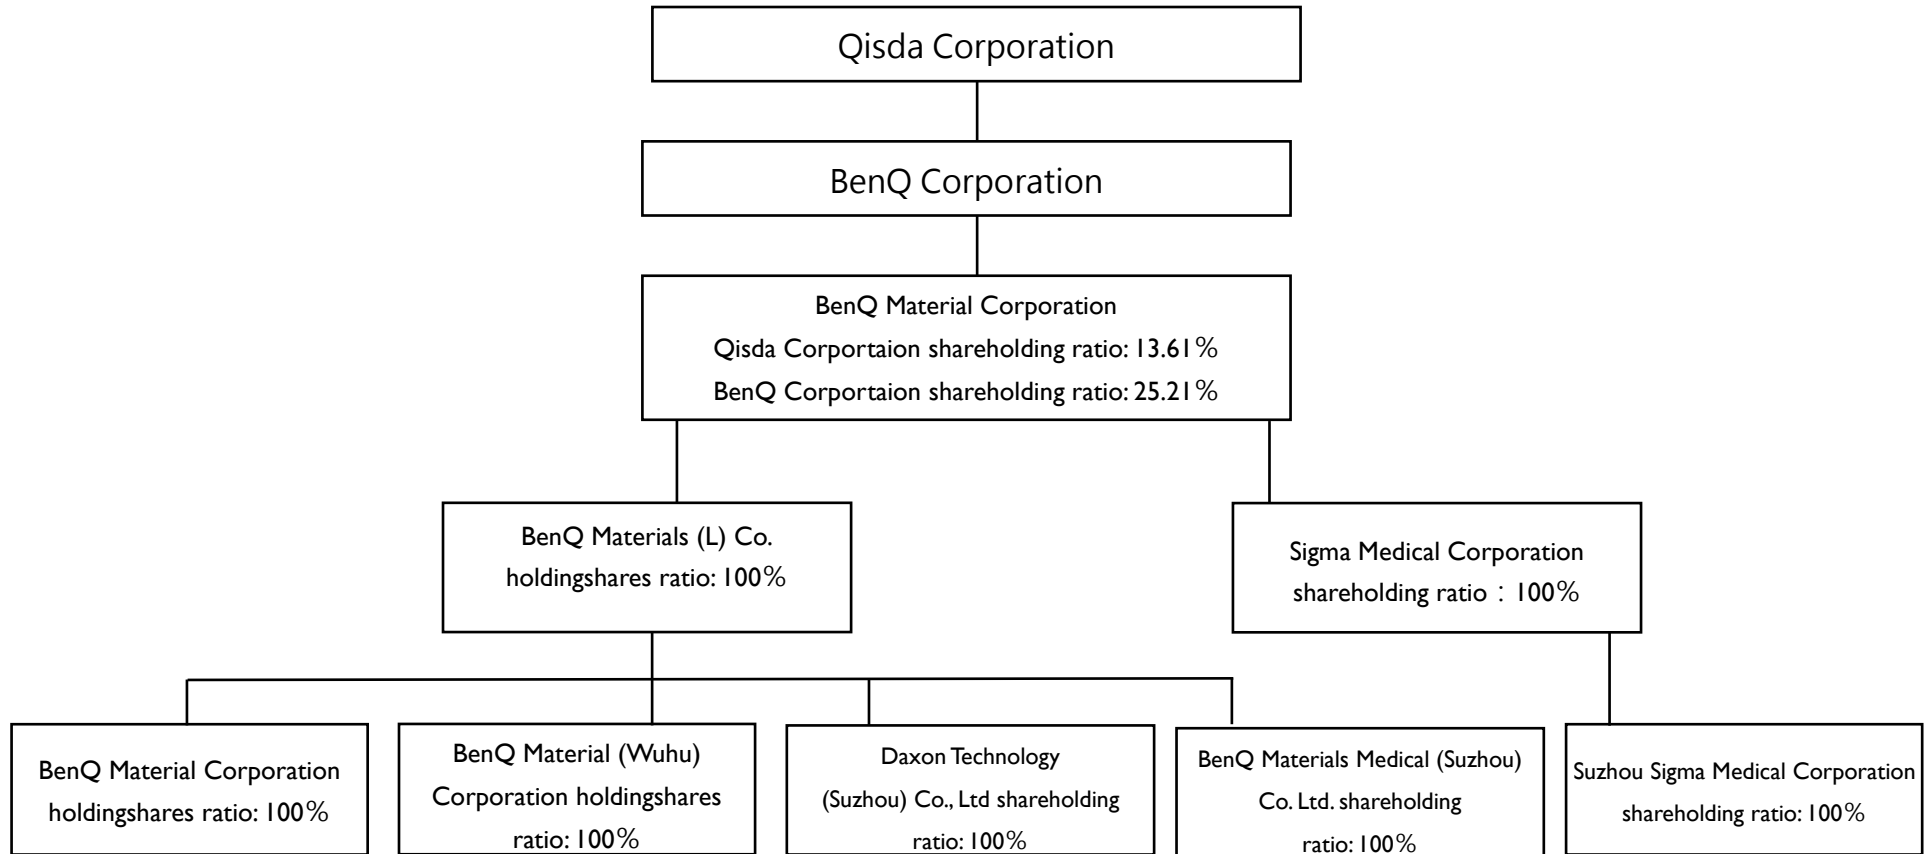 Qisda Corporation
BenQ Corporation
BenQ Material Corporation
Qisda Corportaion shareholding ratio: 13.61%
BenQ Corportaion shareholding ratio: 25.21%
BenQ Materials (L) Co.
holdingshares ratio: 100%
Sigma Medical Corporation
shareholding ratio：100%
BenQ Material Corporation
holdingshares ratio: 100%
BenQ Material (Wuhu)
Corporation holdingshares
ratio: 100%
Daxon Technology
(Suzhou) Co., Ltd shareholding
ratio: 100%
BenQ Materials Medical (Suzhou)
Co. Ltd. shareholding
ratio: 100%
Suzhou Sigma Medical Corporation
shareholding ratio: 100%